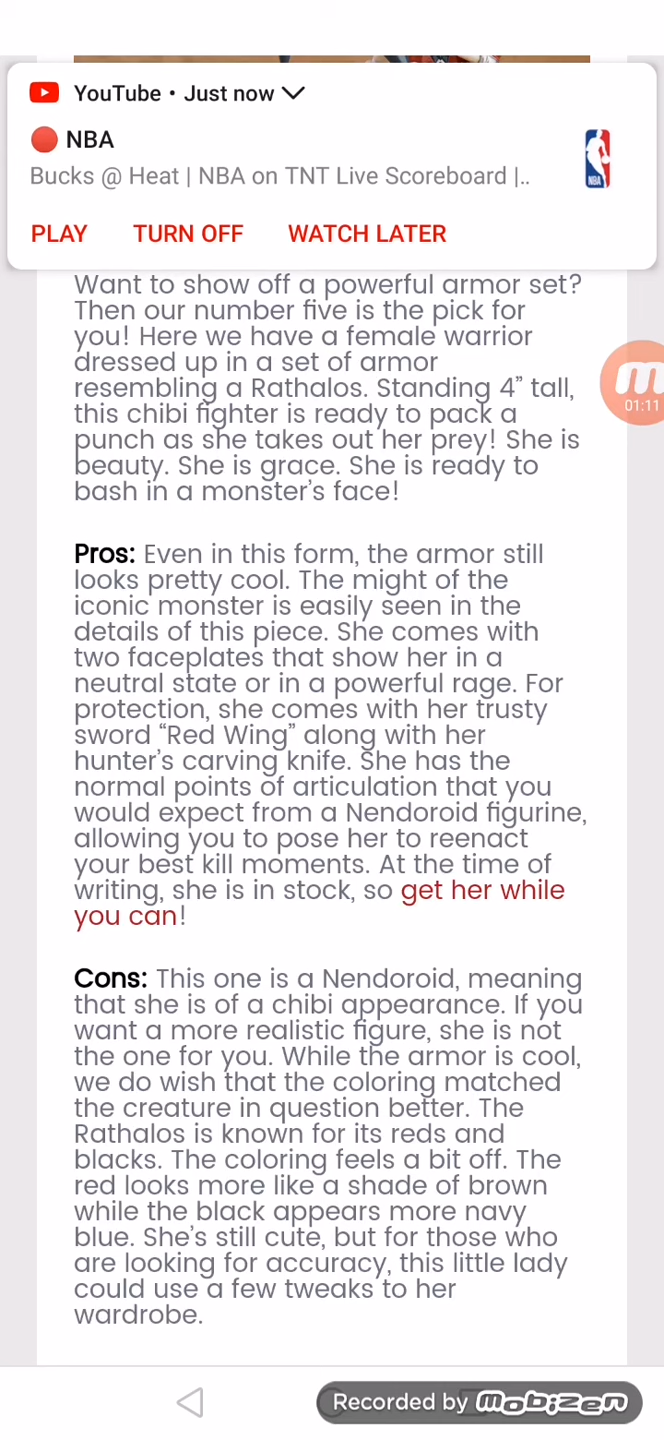 YouTube • Just now
NBA
Bucks @ Heat | NBA on TNT Live Scoreboard |..
NBA
PLAY TURN OFF WATCH LATER
Want to show off a powerful armor set?
Then our number five is the pick for
you! Here we have a female warrior
dressed up in a set of armor
resembling a Rathalos. Standing 4” tall,
this chibi fighter is ready to pack a
punch as she takes out her prey! She is
beauty. She is grace. She is ready to
bash in a monster’s face!
01:11
Pros: Even in this form, the armor still
looks pretty cool. The might of the
iconic monster is easily seen in the
details of this piece. She comes with
two faceplates that show her in a
neutral state or in a powerful rage. For
protection, she comes with her trusty
sword “Red Wing” along with her
hunter’s carving knife. She has the
normal points of articulation that you
would expect from a Nendoroid figurine,
allowing you to pose her to reenact
your best kill moments. At the time of
writing, she is in stock, so get her while
you can!
Cons: This one is a Nendoroid, meaning
that she is of a chibi appearance. If you
want a more realistic figure, she is not
the one for you. While the armor is cool,
we do wish that the coloring matched
the creature in question better. The
Rathalos is known for its reds and
blacks. The coloring feels a bit off. The
red looks more like a shade of brown
while the black appears more navy
blue. She’s still cute, but for those who
are looking for accuracy, this little lady
could use a few tweaks to her
wardrobe.
Recorded by mobizen